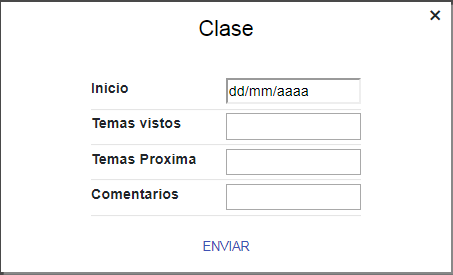 ×
Clase
Inicio dd/mm/aaaa
Temas vistos
Temas Proxima
Comentarios
ENVIAR